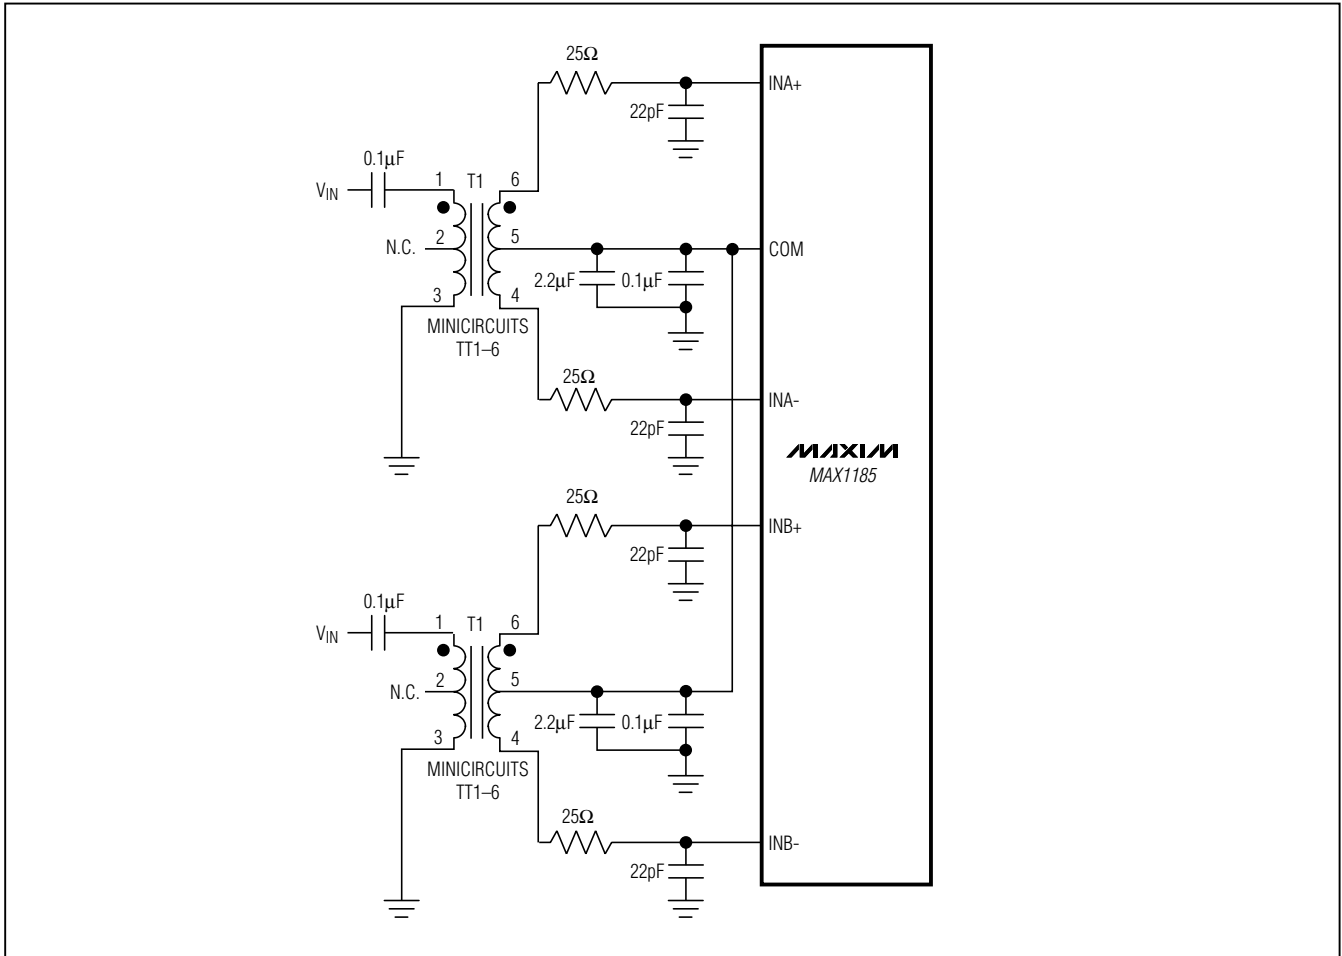 25Ω
INA+
22pF
0.1µF
1 T1 6
VIN
N.C. 2 5
COM
2.2µF 0.1µF
3 4
MINICIRCUITS
TT1–6
25Ω
INA-
22pF
MAXIM
MAX1185
25Ω
INB+
22pF
0.1µF
1 T1 6
VIN
N.C. 2 5
2.2µF 0.1µF
3 4
MINICIRCUITS
TT1–6
25Ω
INB-
22pF